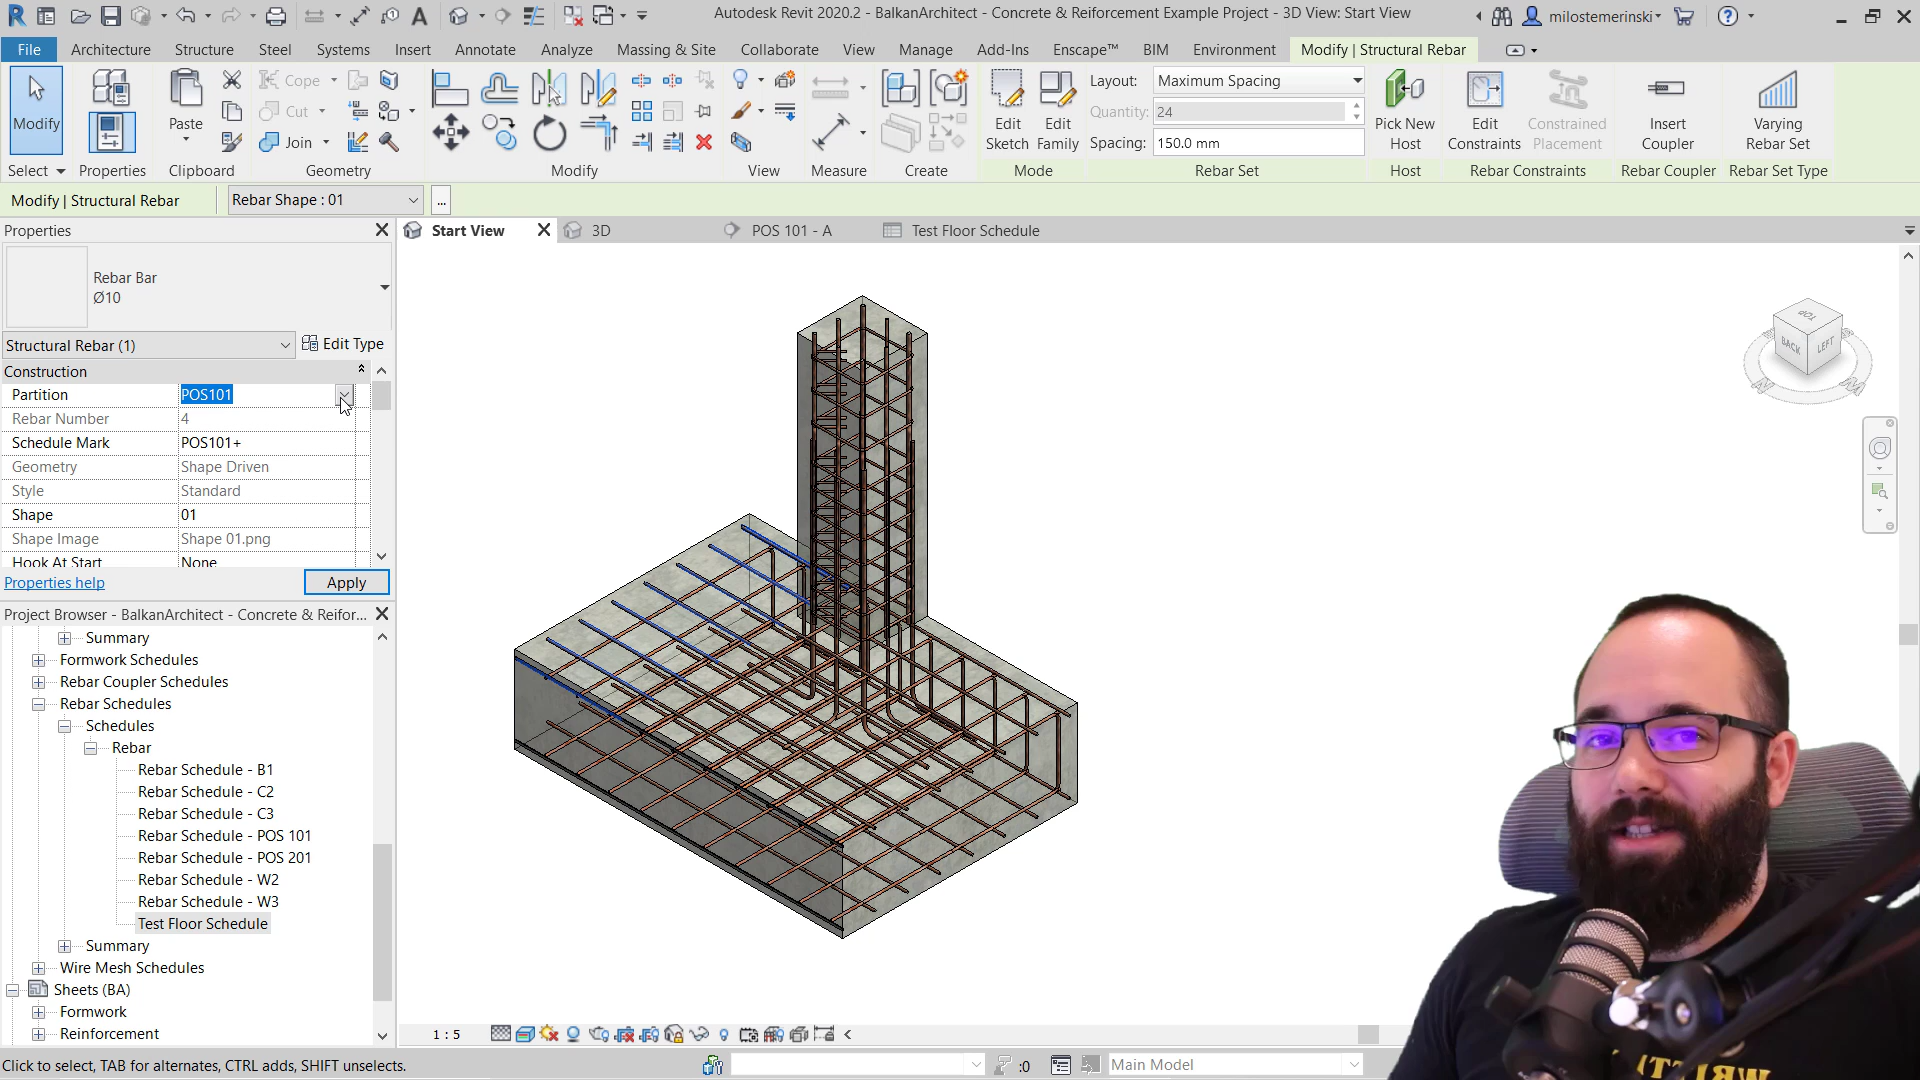 Autodesk Revit 2020.2 - BalkanArchitect - Concrete & Reiforcement Example Project - 3D View: Start View
milostemerinski
File Architecture Structure Steel Systems Insert Annotate Analyze Massing & Site Collaborate View Manage Add-Ins Enscape™ BIM Environment Modify | Structural Rebar
Modify
Paste
Cope
Cut
Join
Edit Sketch
Edit Family
Layout: Maximum Spacing
Quantity: 24
Spacing: 150.0 mm
Pick New Host
Edit Constraints
Constrained Placement
Insert Coupler
Varying Rebar Set
Select Properties Clipboard Geometry Modify View Measure Create Mode Rebar Set Host Rebar Constraints Rebar Coupler Rebar Set Type
Modify | Structural Rebar Rebar Shape : 01 ...
Properties
Start View 3D POS 101 - A Test Floor Schedule
Rebar Bar
Ø10
Structural Rebar (1) Edit Type
Construction
Partition POS101
Rebar Number 4
Schedule Mark POS101+
Geometry Shape Driven
Style Standard
Shape 01
Shape Image Shape 01.png
Hook At Start None
Properties help Apply
Project Browser - BalkanArchitect - Concrete & Reifor...
Summary
Formwork Schedules
Rebar Coupler Schedules
Rebar Schedules
Schedules
Rebar
Rebar Schedule - B1
Rebar Schedule - C2
Rebar Schedule - C3
Rebar Schedule - POS 101
Rebar Schedule - POS 201
Rebar Schedule - W2
Rebar Schedule - W3
Test Floor Schedule
Summary
Wire Mesh Schedules
Sheets (BA)
Formwork
Reinforcement
TOP
BACK
LEFT
1 : 5
Click to select, TAB for alternates, CTRL adds, SHIFT unselects.
:0
Main Model